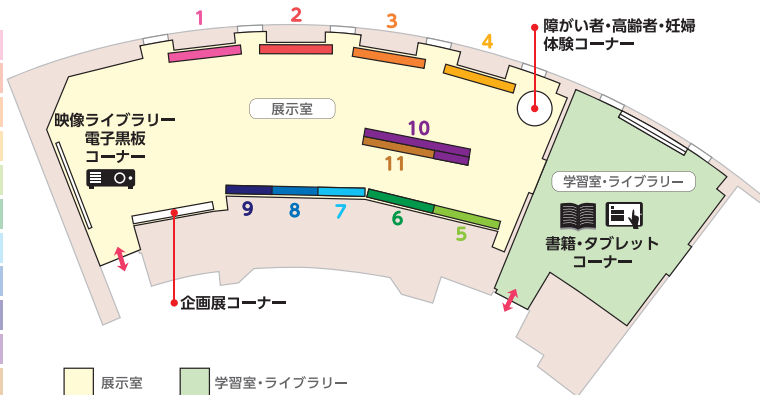 1
2
3
4
障がい者・高齢者・妊婦
体験コーナー
展示室
映像ライブラリー
電子黒板
コーナー
10
11
学習室・ライブラリー
9
8
7
6
5
書籍・タブレット
コーナー
企画展コーナー
展示室
学習室・ライブラリー